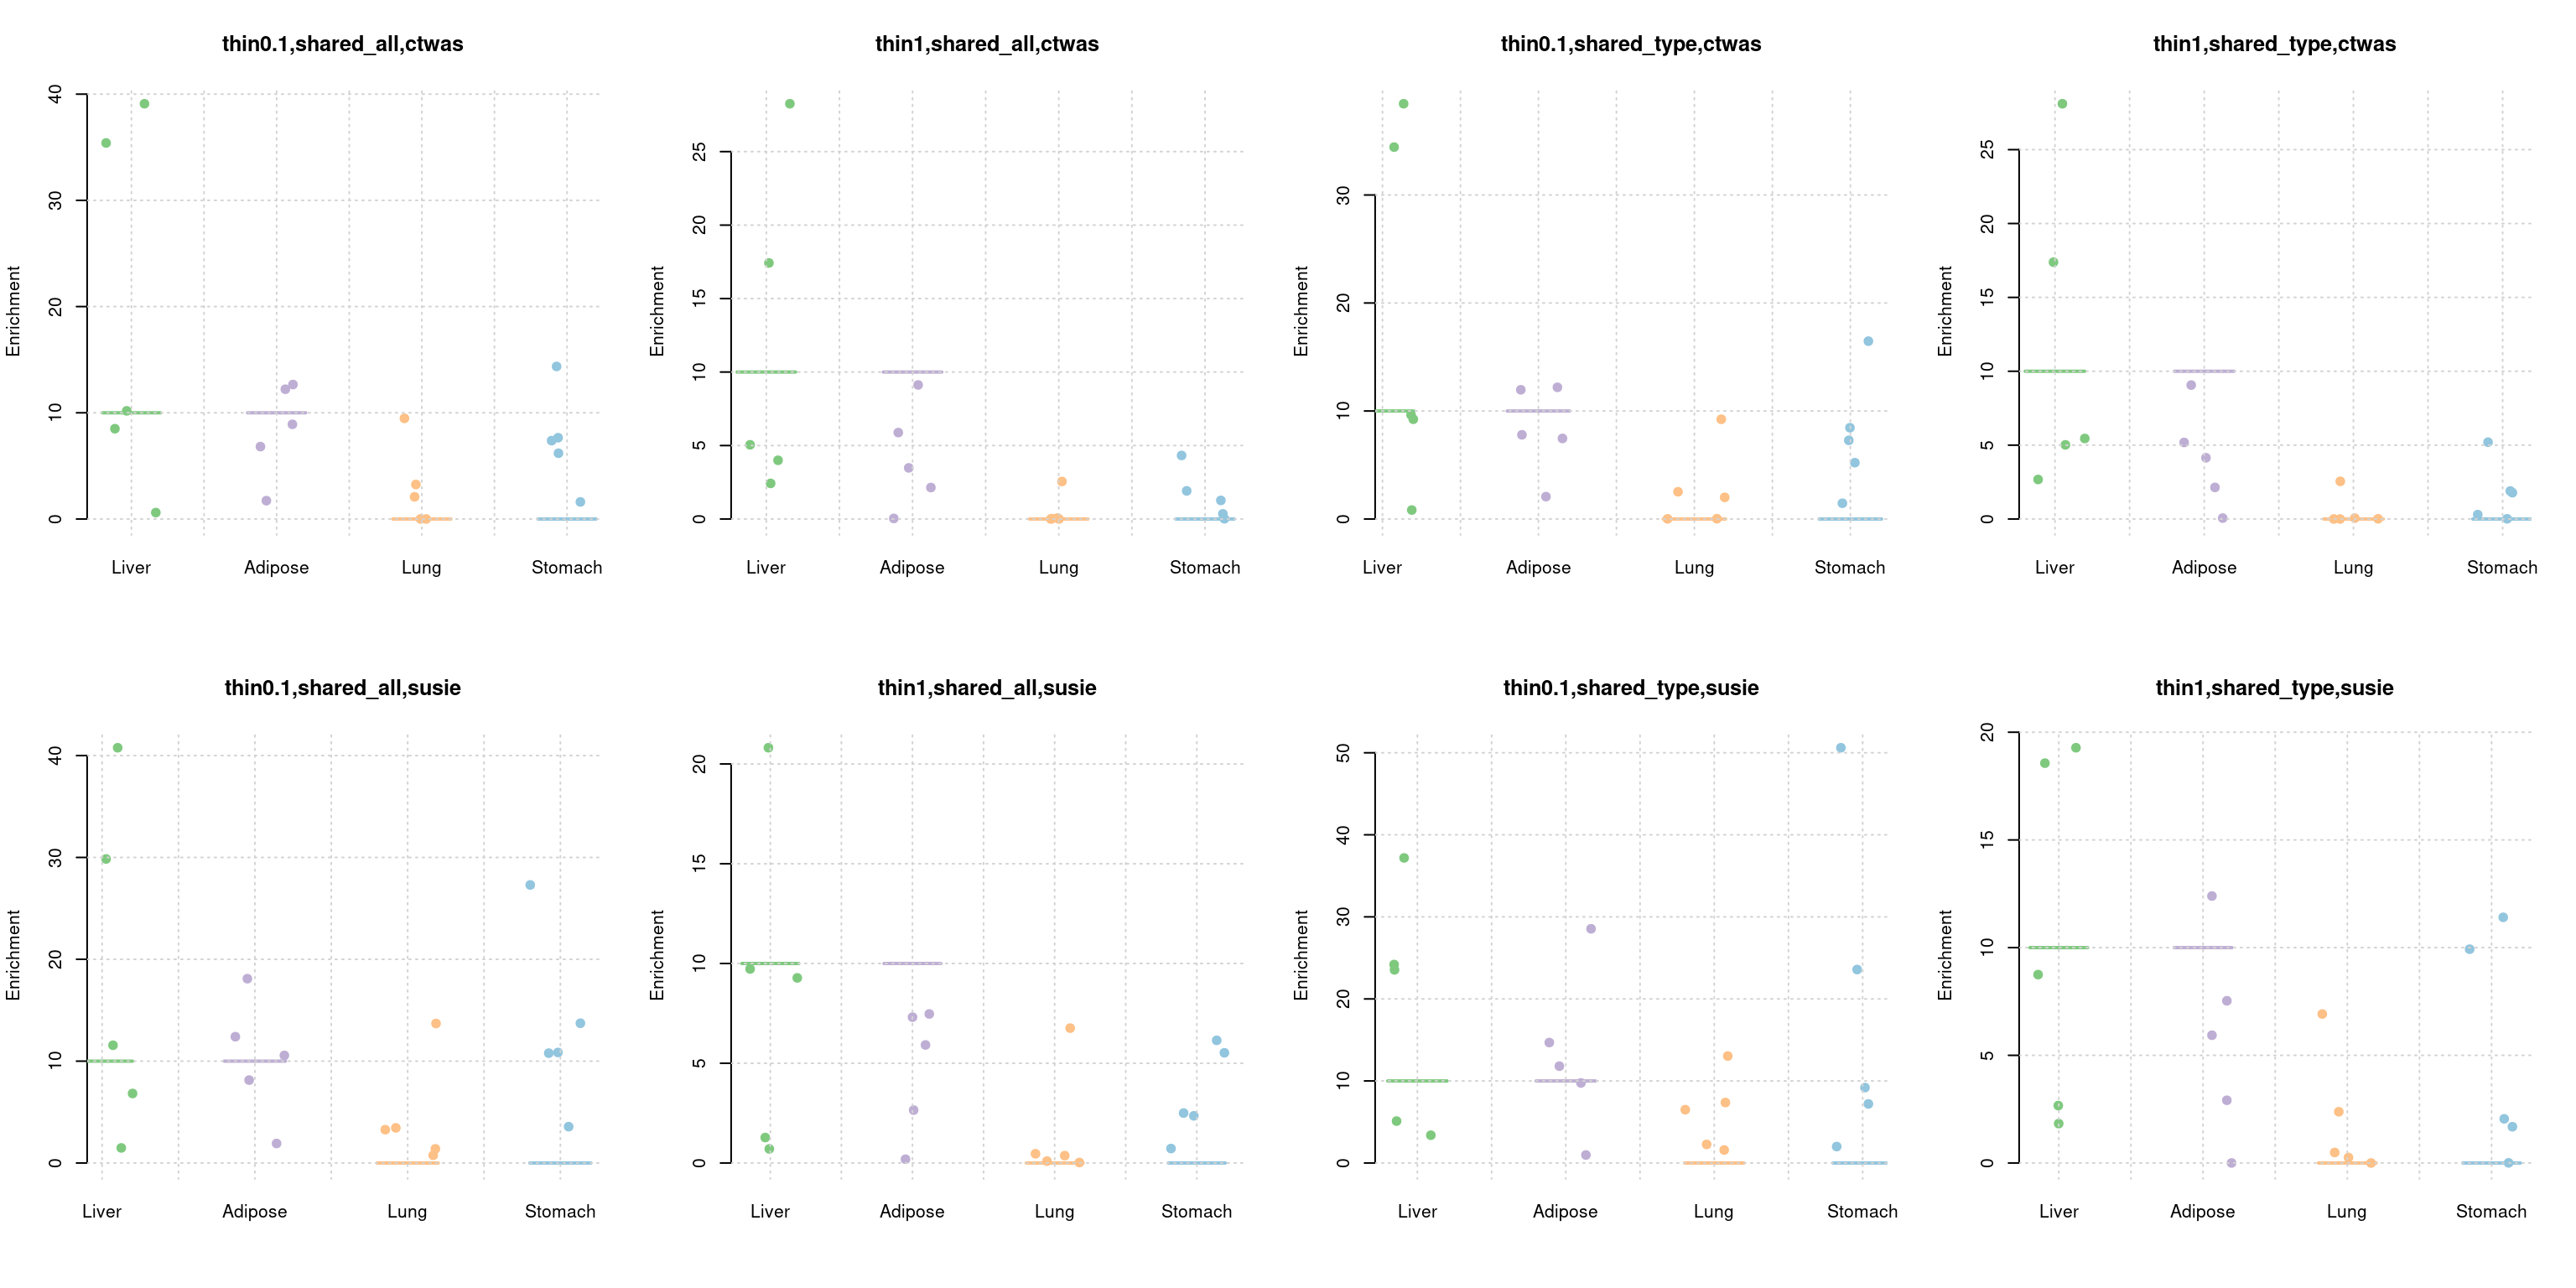 thin0.1,shared_all,ctwas
Enrichment
40
30
20
10
0
Liver Adipose Lung Stomach
thin1,shared_all,ctwas
Enrichment
25
20
15
10
5
0
Liver Adipose Lung Stomach
thin0.1,shared_type,ctwas
Enrichment
30
20
10
0
Liver Adipose Lung Stomach
thin1,shared_type,ctwas
Enrichment
25
20
15
10
5
0
Liver Adipose Lung Stomach
thin0.1,shared_all,susie
Enrichment
40
30
20
10
0
Liver Adipose Lung Stomach
thin1,shared_all,susie
Enrichment
20
15
10
5
0
Liver Adipose Lung Stomach
thin0.1,shared_type,susie
Enrichment
50
40
30
20
10
0
Liver Adipose Lung Stomach
thin1,shared_type,susie
Enrichment
20
15
10
5
0
Liver Adipose Lung Stomach